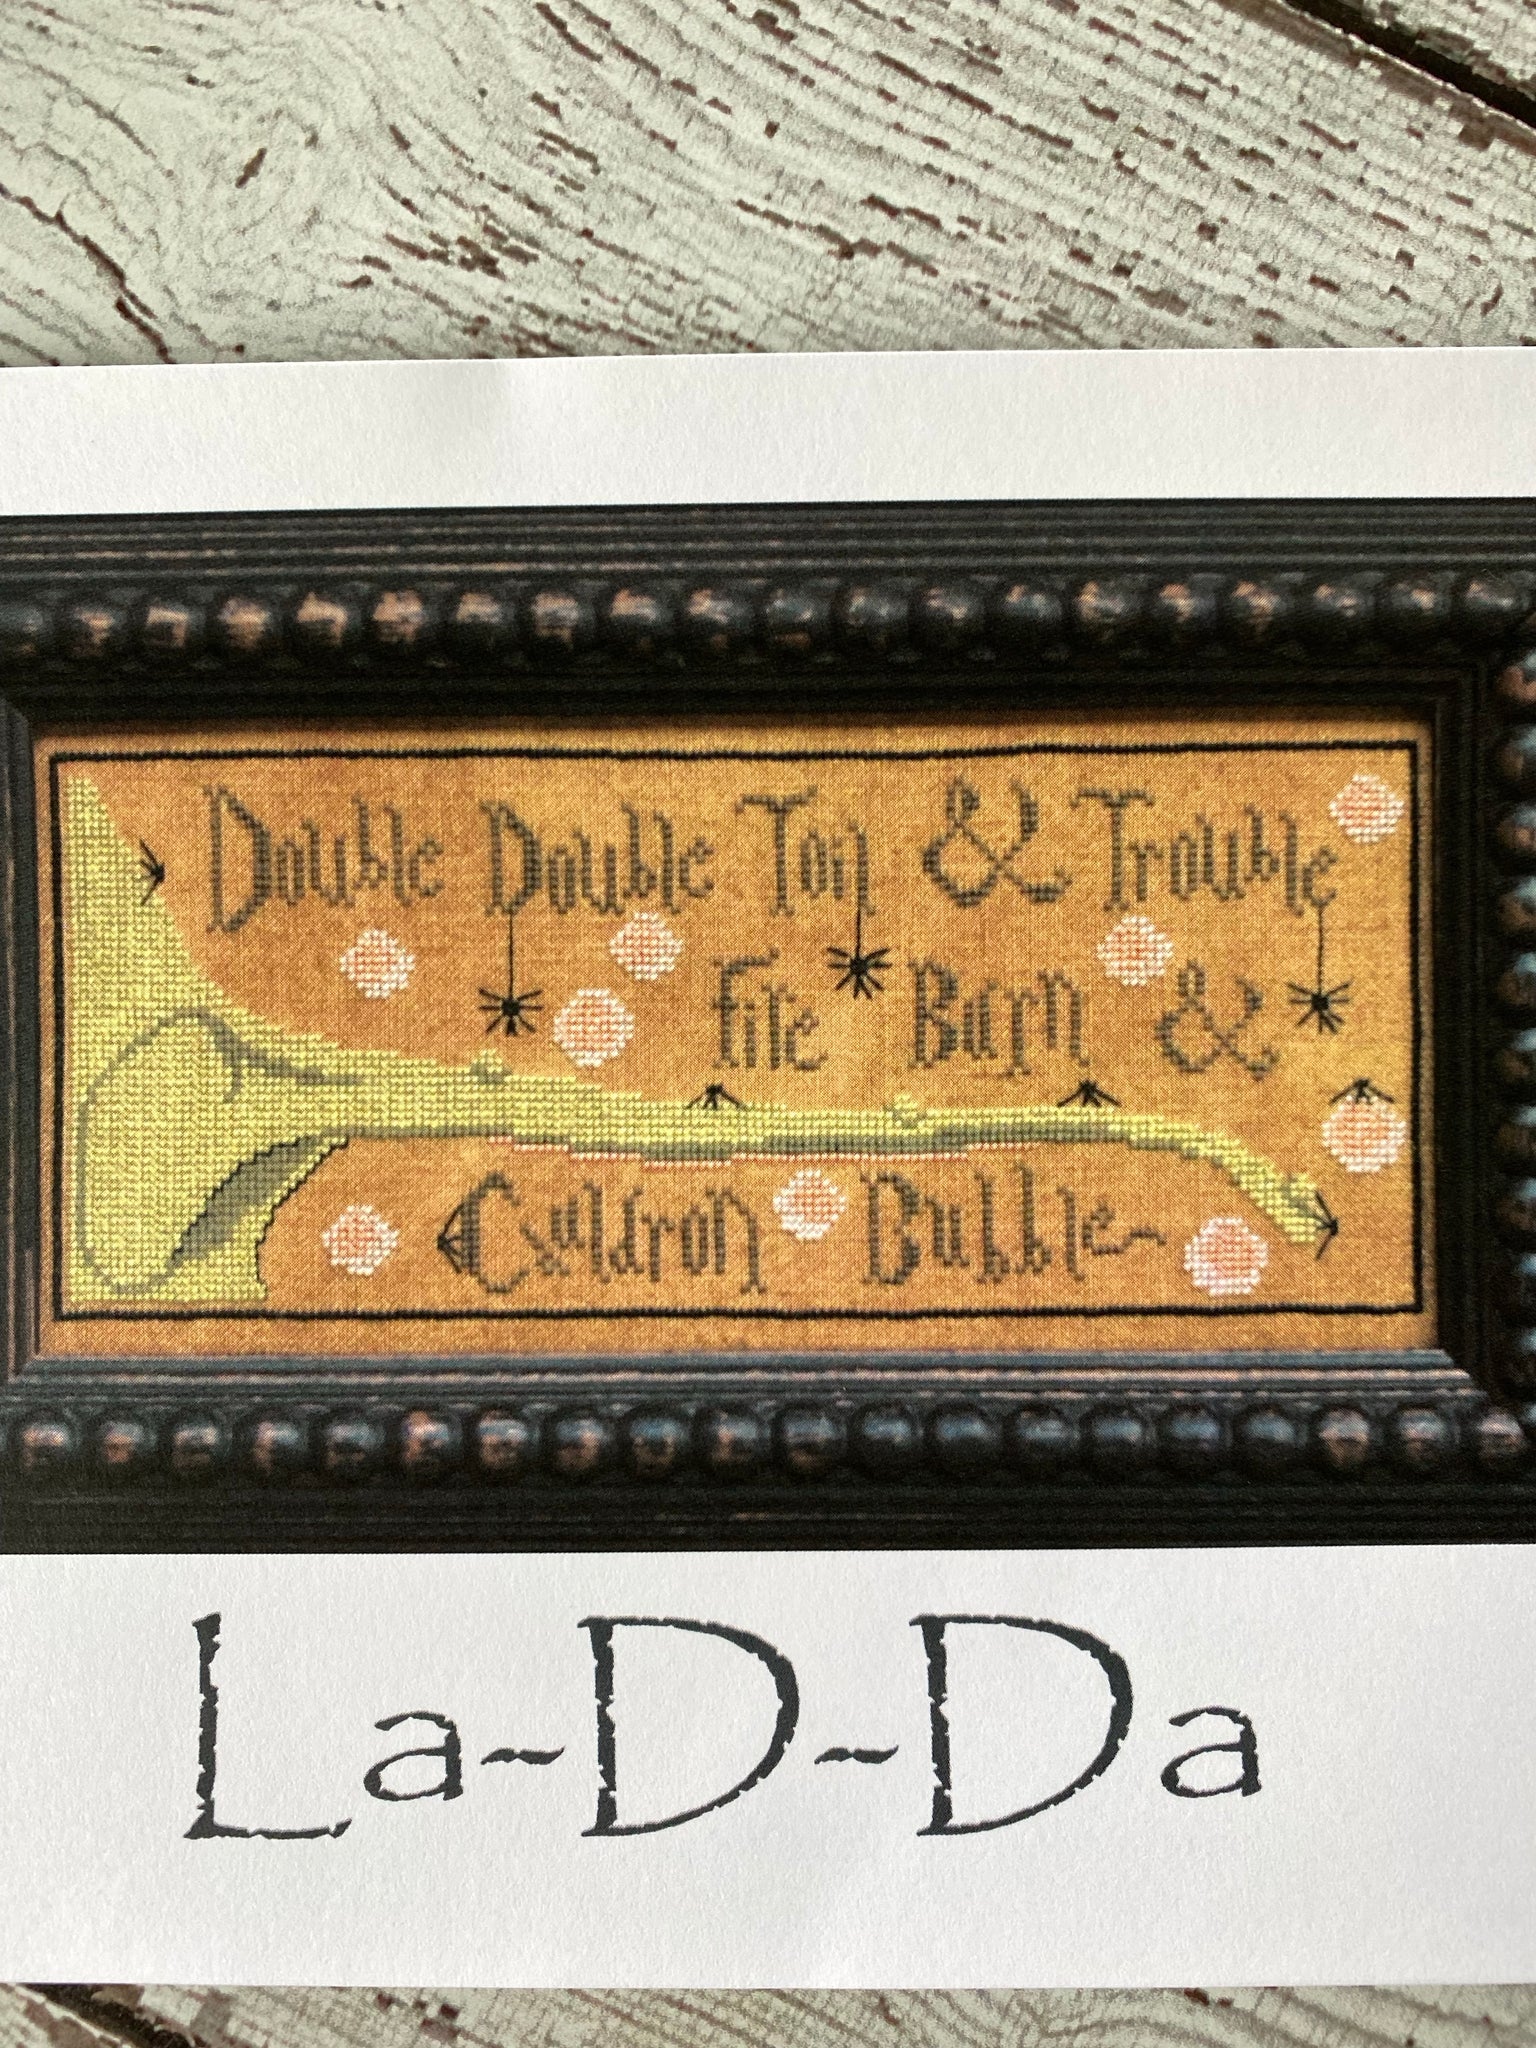 Double Double Toil & Trouble
Fire Burn &
Cauldron Bubble~
La~D~Da